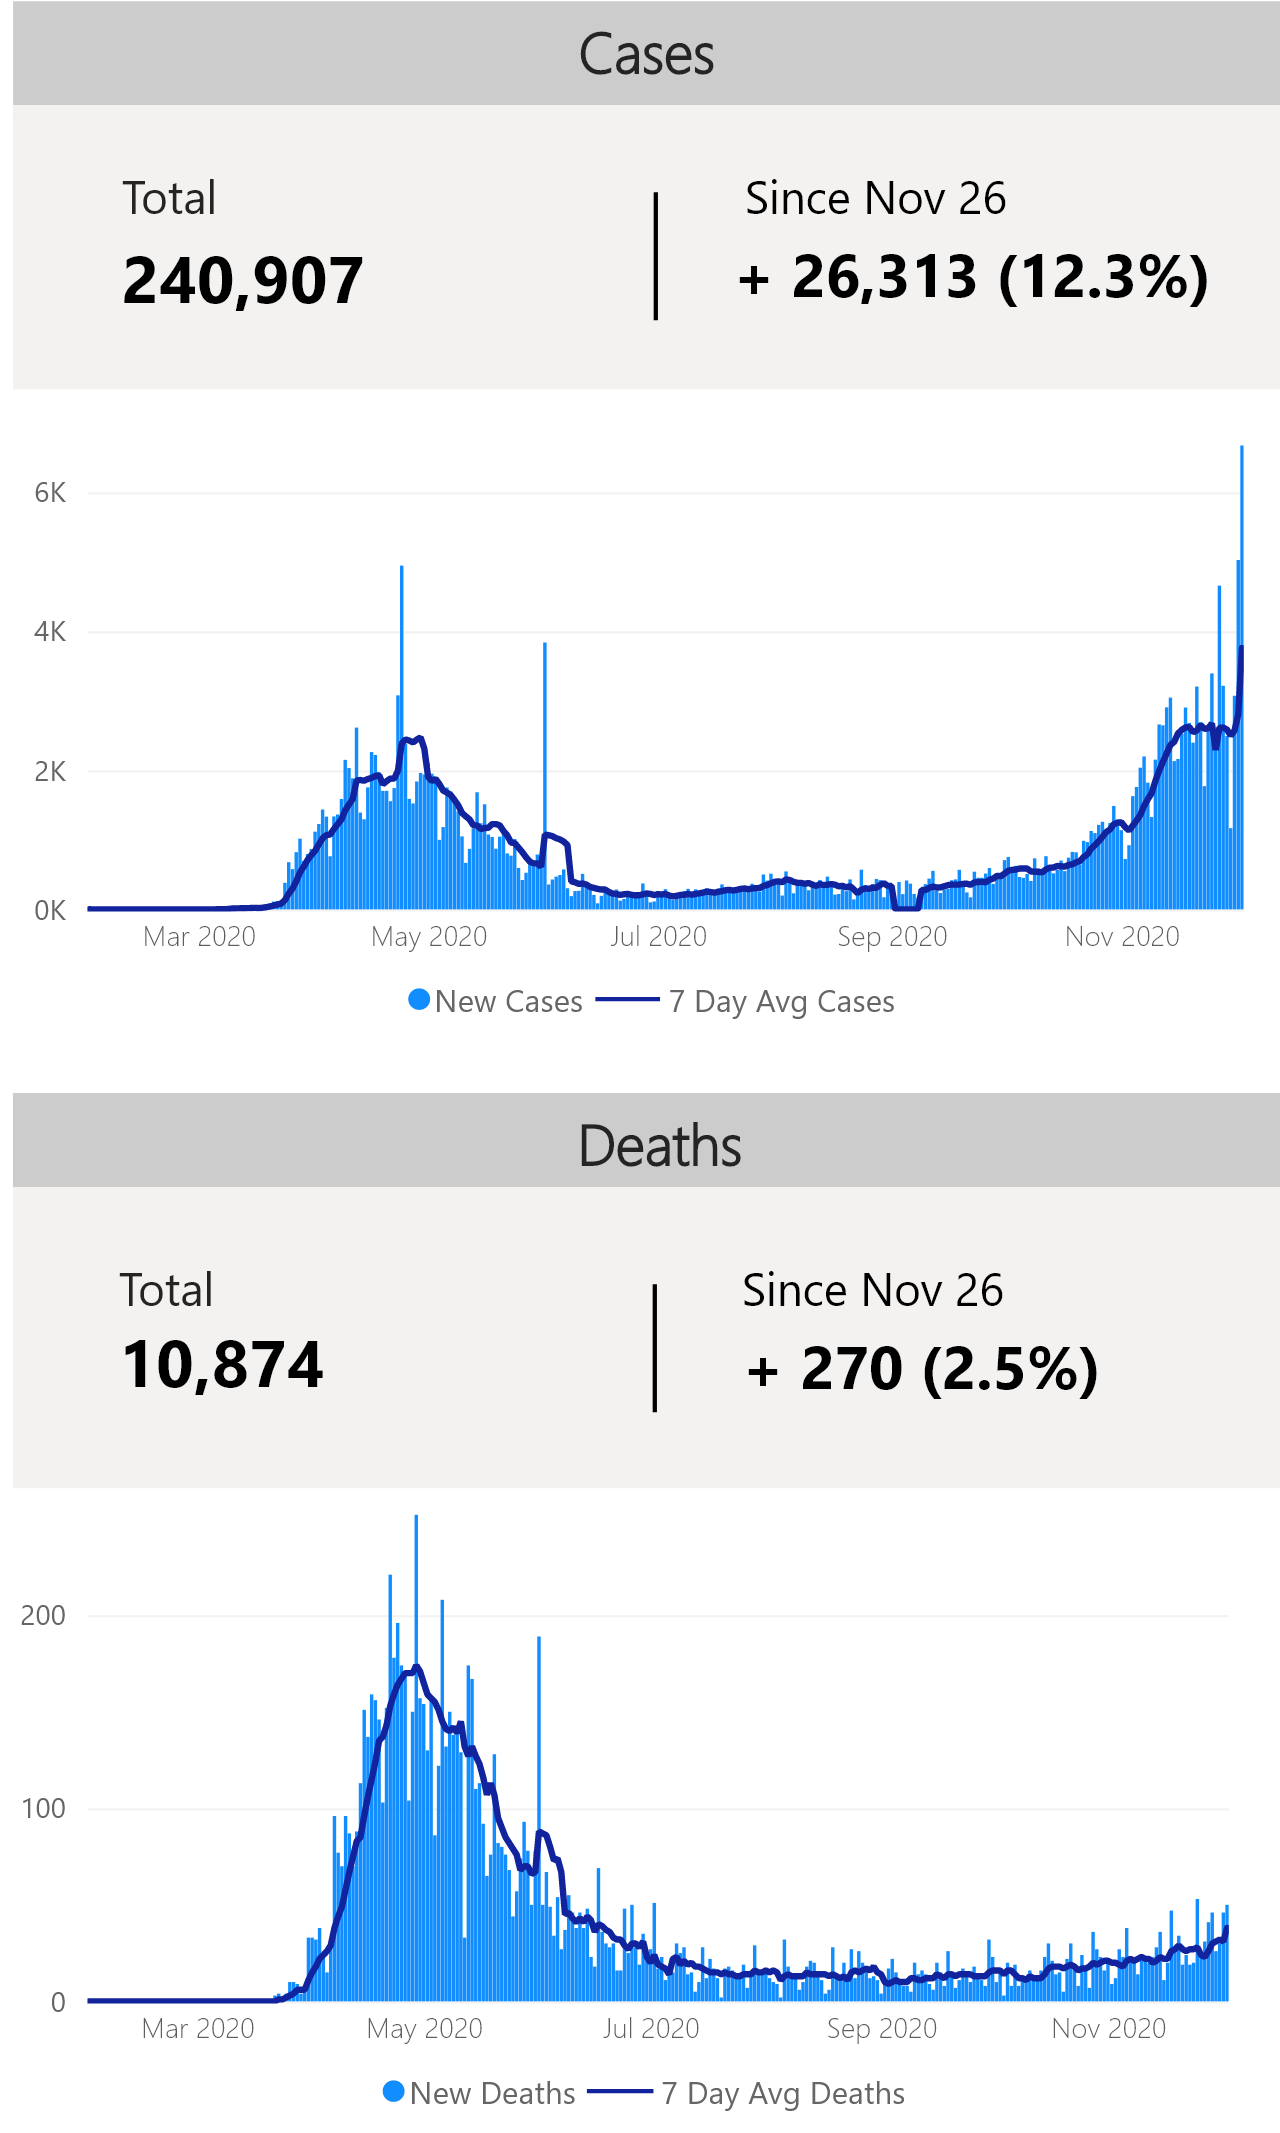 Cases
Total
Since Nov 26
240,907
+ 26,313 (12.3%)
6K
4K
2K
0K
Mar 2020
May 2020
Jul 2020
Sep 2020
Nov 2020
New Cases
7 Day Avg Cases
Deaths
Total
Since Nov 26
10,874
+ 270 (2.5%)
200
100
0
Mar 2020
May 2020
Jul 2020
Sep 2020
Nov 2020
New Deaths
7 Day Avg Deaths